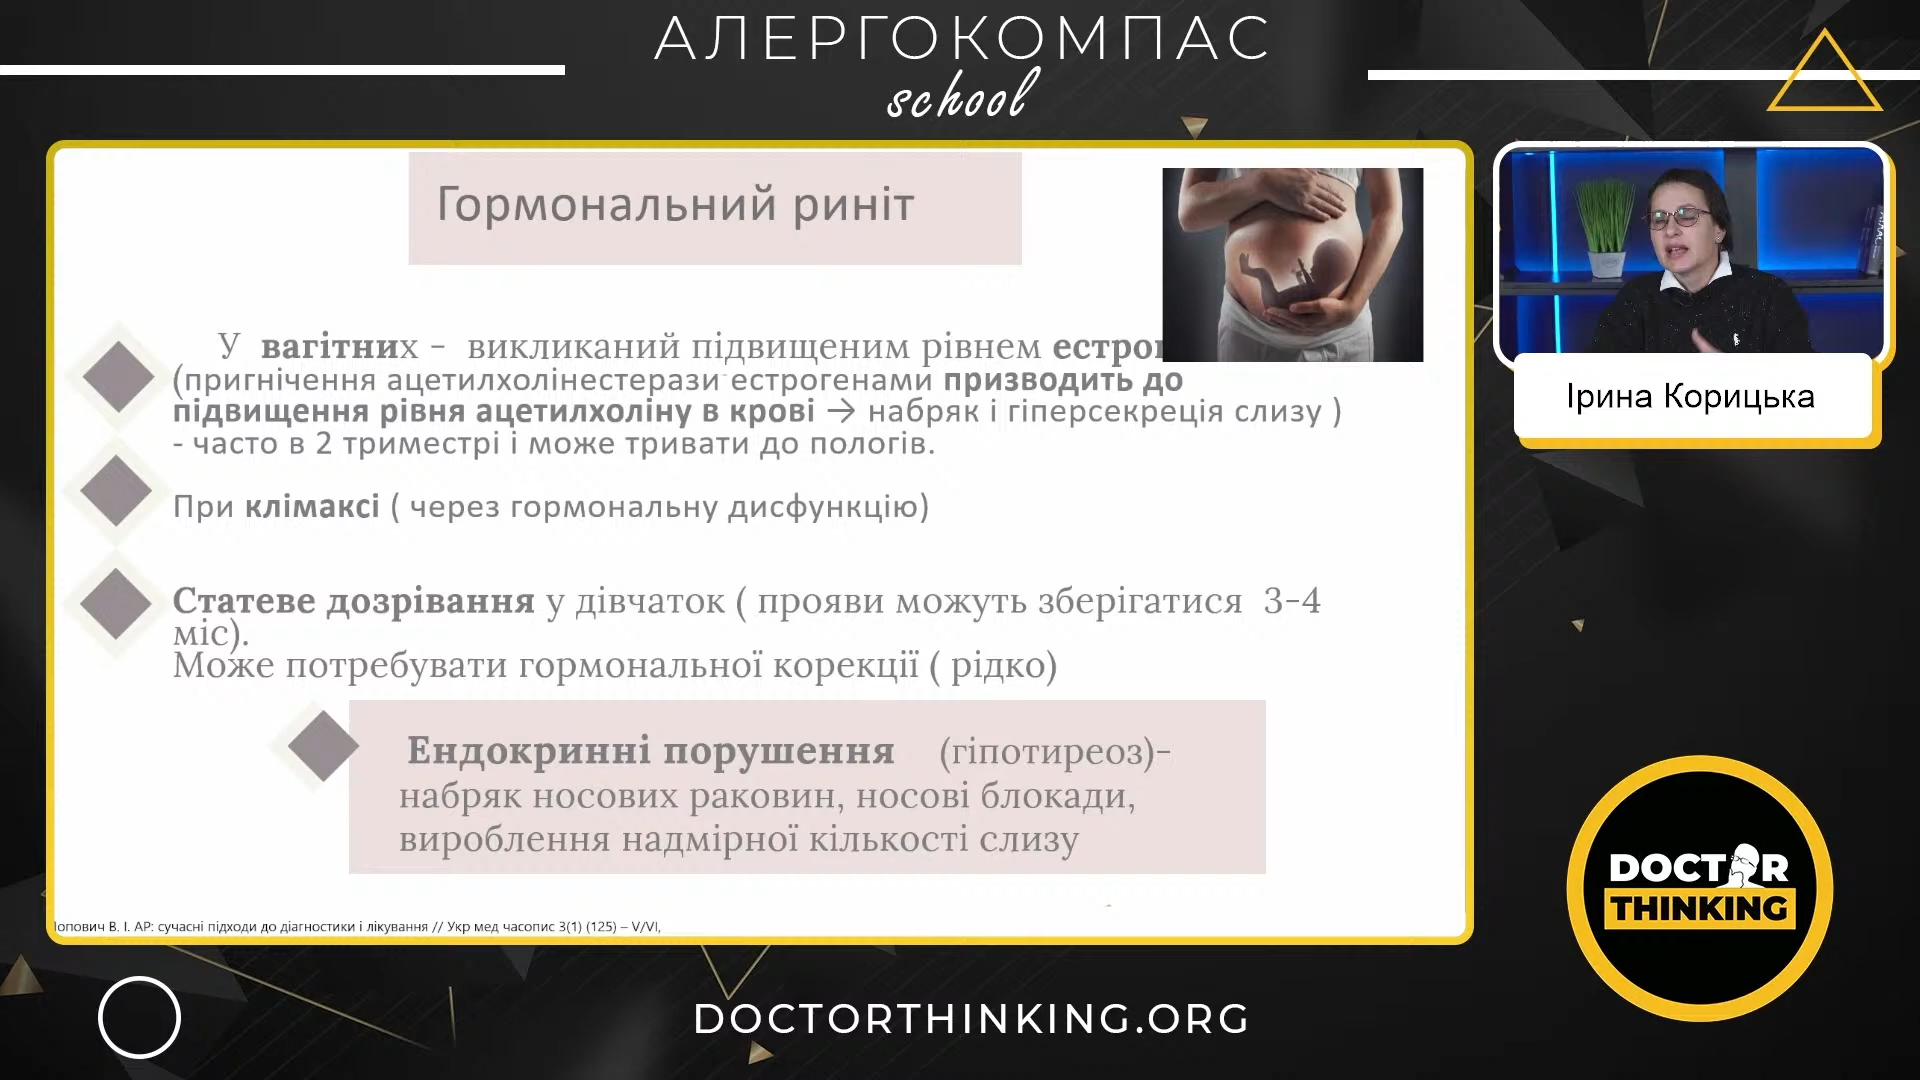 АЛЕРГОКОМПАС
school
Гормональний риніт
У вагітних - викликаний підвищеним рівнем
(пригнічення ацетилхолінестерази естрогенами призводить до
підвищення рівня ацетилхоліну в крові → набряк і гіперсекреція слизу )
- часто в 2 триместрі і може тривати до пологів.
При клімаксі ( через гормональну дисфункцію)
Статеве дозрівання у дівчаток ( прояви можуть зберігатися 3-4
міс).
Може потребувати гормональної корекції ( рідко)
Ендокринні порушення (гіпотиреоз)-
набряк носових раковин, носові блокади,
вироблення надмірної кількості слизу
В. І. АР: сучасні підходи до діагностики і лікування // Укр мед часопис 3(1) (125) – V/VI,
Ірина Корицька
DOCTOR
THINKING
DOCTORTHINKING.ORG